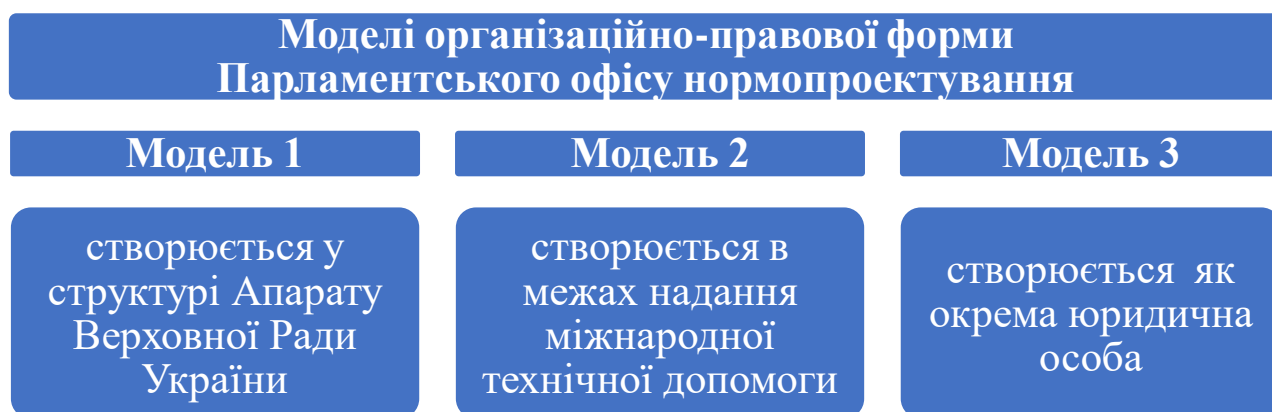 Моделі організаційно-правової форми
Парламентського офісу нормопроектування
Модель 1
створюється у
структурі Апарату
Верховної Ради
України
Модель 2
створюється в
межах надання
міжнародної
технічної допомоги
Модель 3
створюється як
окрема юридична
особа